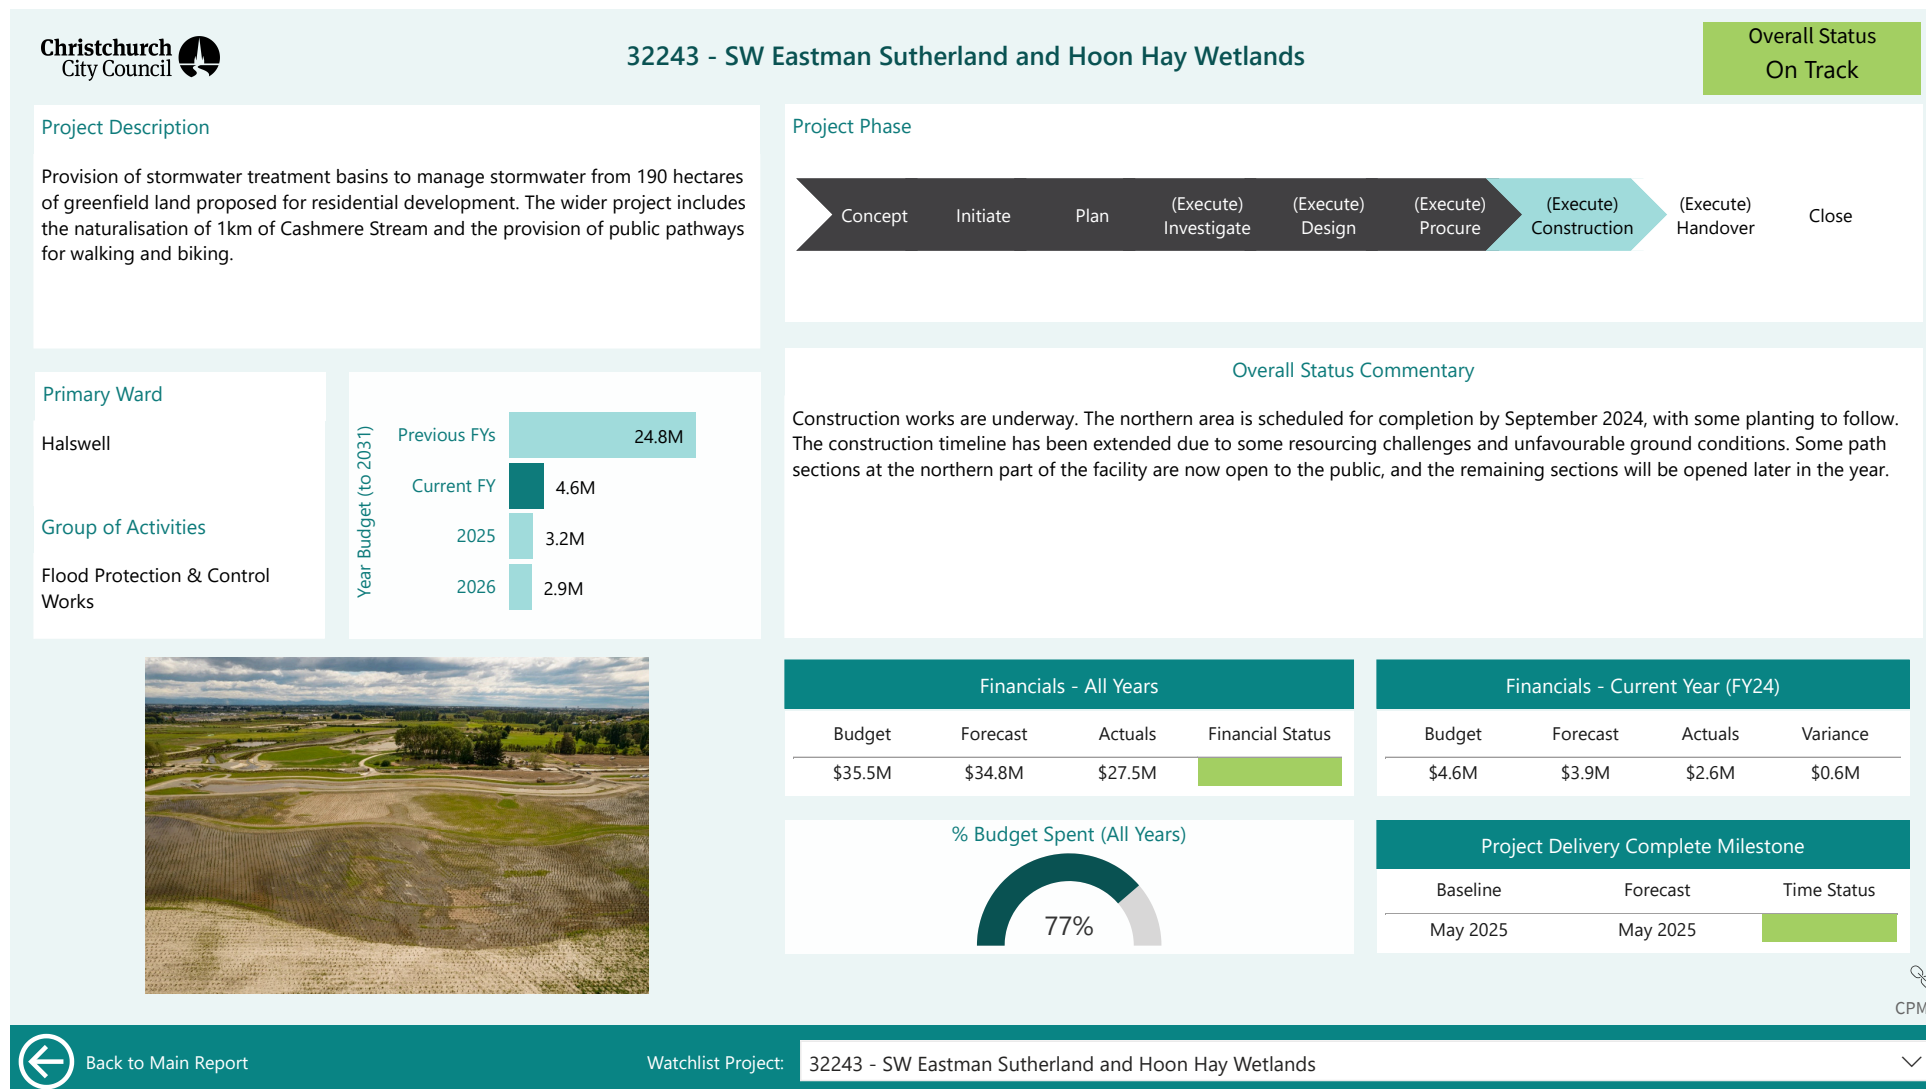 Christchurch
City Council
32243 - SW Eastman Sutherland and Hoon Hay Wetlands
Overall Status
On Track
Project Description
Provision of stormwater treatment basins to manage stormwater from 190 hectares
of greenfield land proposed for residential development. The wider project includes
the naturalisation of 1km of Cashmere Stream and the provision of public pathways
for walking and biking.
Project Phase
Concept
Initiate
Plan
(Execute)
Investigate
(Execute)
Design
(Execute)
Procure
(Execute)
Construction
(Execute)
Handover
Close
Primary Ward
Halswell
Group of Activities
Flood Protection & Control
Works
Year Budget (to 2031)
Previous FYs 24.8M
Current FY 4.6M
2025 3.2M
2026 2.9M
Overall Status Commentary
Construction works are underway. The northern area is scheduled for completion by September 2024, with some planting to follow.
The construction timeline has been extended due to some resourcing challenges and unfavourable ground conditions. Some path
sections at the northern part of the facility are now open to the public, and the remaining sections will be opened later in the year.
Financials - All Years
Budget Forecast Actuals Financial Status
$35.5M $34.8M $27.5M
Financials - Current Year (FY24)
Budget Forecast Actuals Variance
$4.6M $3.9M $2.6M $0.6M
% Budget Spent (All Years)
77%
Project Delivery Complete Milestone
Baseline Forecast Time Status
May 2025 May 2025
CPM
Back to Main Report
Watchlist Project: 32243 - SW Eastman Sutherland and Hoon Hay Wetlands